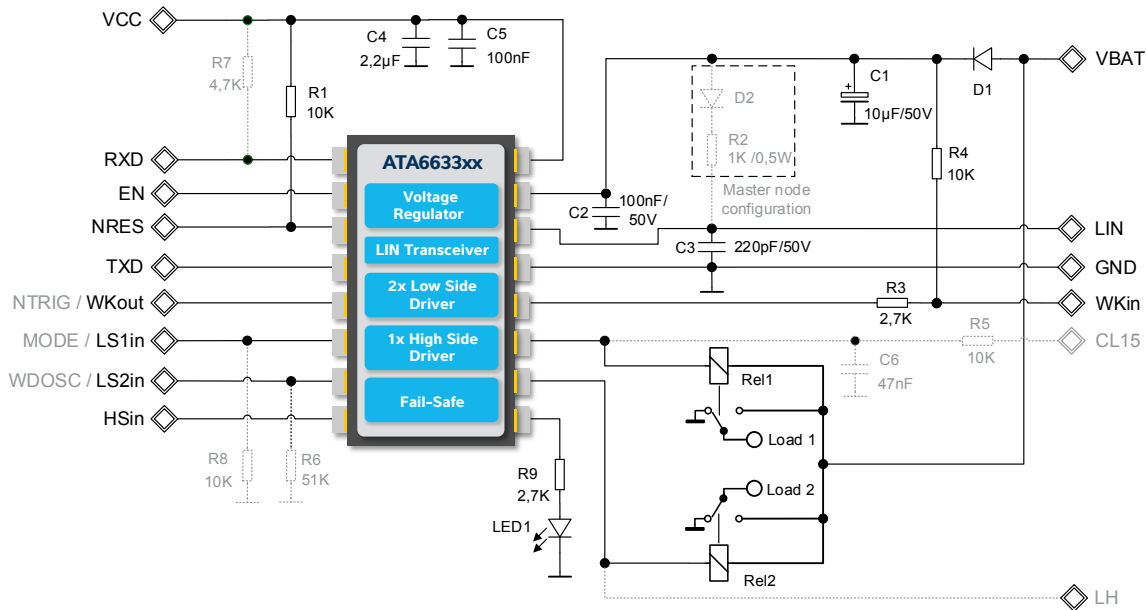 VCC
R7
4,7K
R1
10K
C4
2,2µF
C5
100nF
VBAT
D1
C1
+
10µF/50V
D2
R2
1K /0,5W
Master node
configuration
R4
10K
RXD
EN
NRES
TXD
NTRIG / WKout
MODE / LS1in
WDOSC / LS2in
HSin
ATA6633xx
Voltage
Regulator
LIN Transceiver
2x Low Side
Driver
1x High Side
Driver
Fail-Safe
C2
100nF/
50V
C3
220pF/50V
LIN
GND
R3
2,7K
WKin
R5
10K
CL15
C6
47nF
Rel1
Load 1
Load 2
Rel2
R8
10K
R6
51K
R9
2,7K
LED1
LH